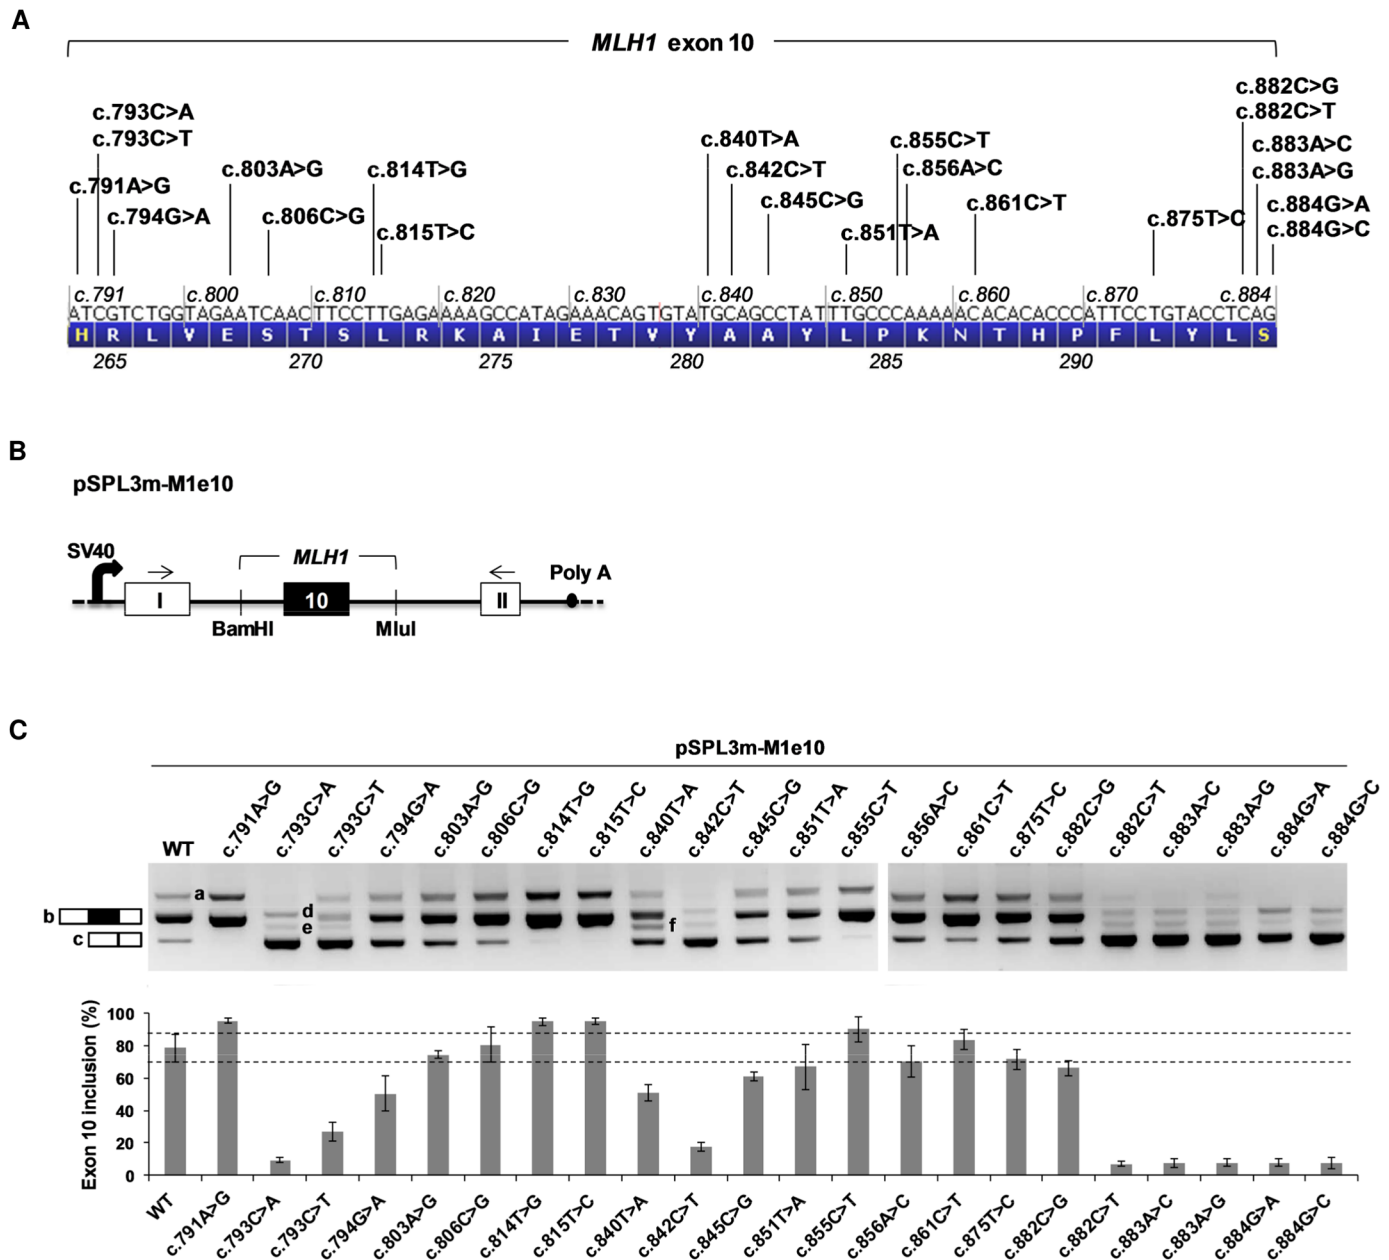 A
MLH1 exon 10
c.882C>G
c.793C>A
c.882C>T
c.793C>T
c.840T>A
c.855C>T
c.883A>C
c.803A>G
c.814T>G
c.842C>T
c.856A>C
c.883A>G
c.791A>G
c.845C>G
c.861C>T
c.884G>A
c.794G>A
c.806C>G
c.875T>C
c.815T>C
c.851T>A
c.884G>C
c.791 c.800 c.810 c.820 c.830 c.840 c.850 c.860 c.870 c.884
ATCGTCTGGTAGAATCAACTTCCTTGAGAAAAGCCATAGAAACAGTGTATGCAGCCTATTTGCCCAAAAACACACACCCATTCCTGTACCTCAG
H R L V E S T S L R K A I E T V Y A A Y L P K N T H P F L Y L S
265 270 275 280 285 290
B
pSPL3m-M1e10
SV40
MLH1
Poly A
I 10 II
BamHI MluI
C
pSPL3m-M1e10
WT c.791A>G c.793C>A c.793C>T c.794G>A c.803A>G c.806C>G c.814T>G c.815T>C c.840T>A c.842C>T c.845C>G c.851T>A c.855C>T c.856A>C c.861C>T c.875T>C c.882C>G c.882C>T c.883A>C c.883A>G c.884G>A c.884G>C
a
b d
e f
c
Exon 10 inclusion (%)
100
80
60
40
20
0
WT c.791A>G c.793C>A c.793C>T c.794G>A c.803A>G c.806C>G c.814T>G c.815T>C c.840T>A c.842C>T c.845C>G c.851T>A c.855C>T c.856A>C c.861C>T c.875T>C c.882C>G c.882C>T c.883A>C c.883A>G c.884G>A c.884G>C